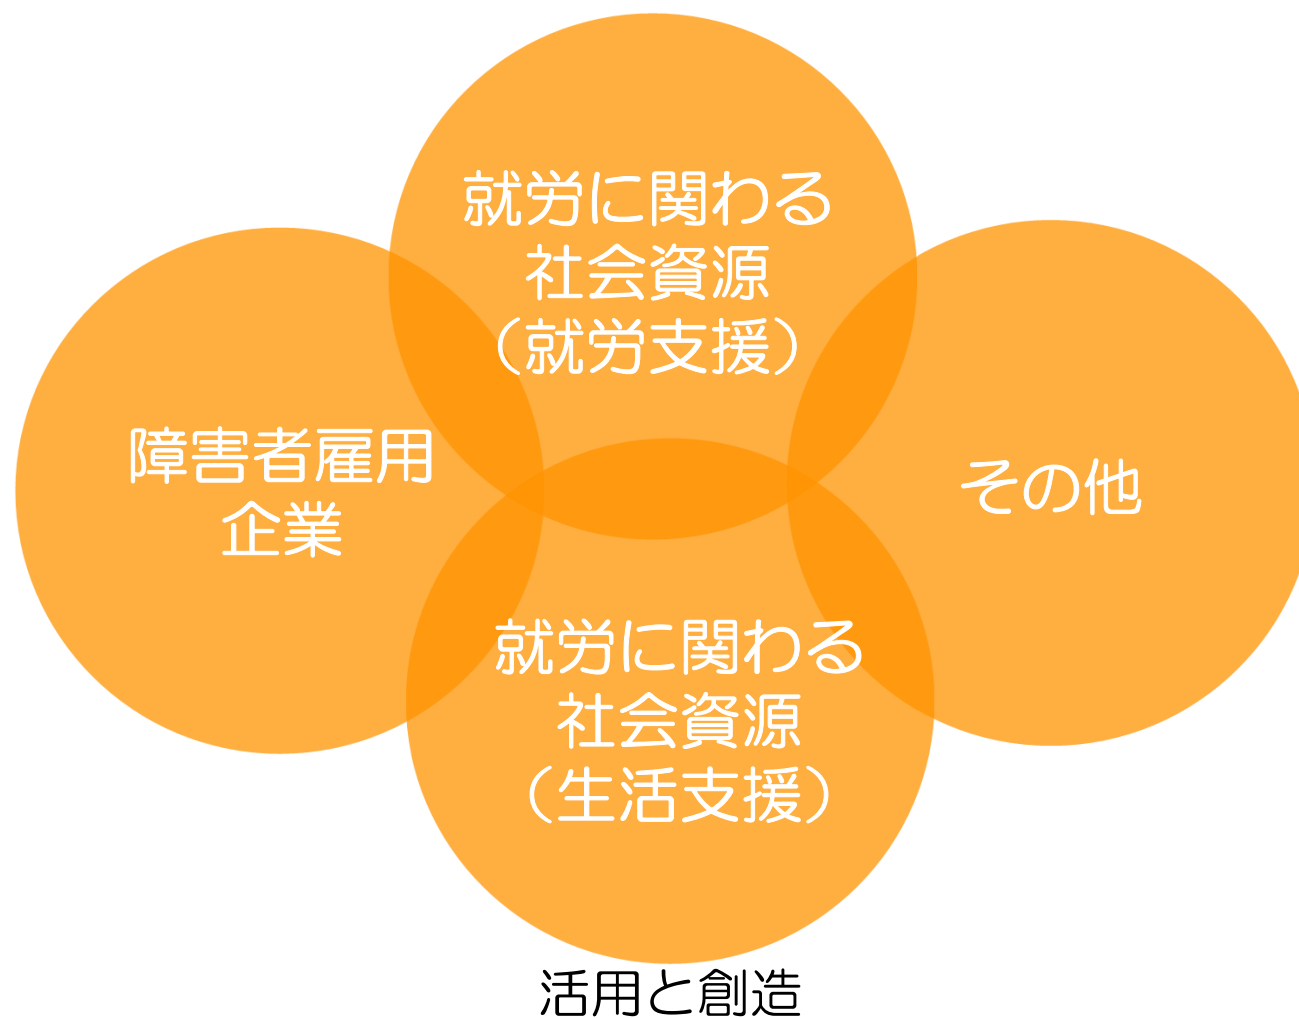 就労に関わる
社会資源
（就労支援）
障害者雇用
企業
その他
就労に関わる
社会資源
（生活支援）
活用と創造